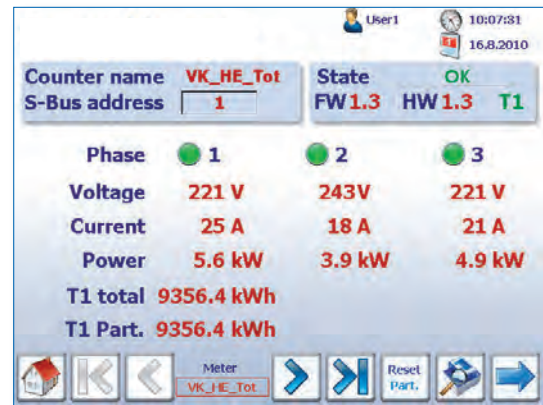 User1 10:07:31
16.8.2010
Counter name VK_HE_Tot State OK
S-Bus address 1 FW 1.3 HW 1.3 T1
Phase 1 2 3
Voltage 221 V 243V 221 V
Current 25 A 18 A 21 A
Power 5.6 kW 3.9 kW 4.9 kW
T1 total 9356.4 kWh
T1 Part. 9356.4 kWh
Meter
VK_HE_Tot
Reset
Part.